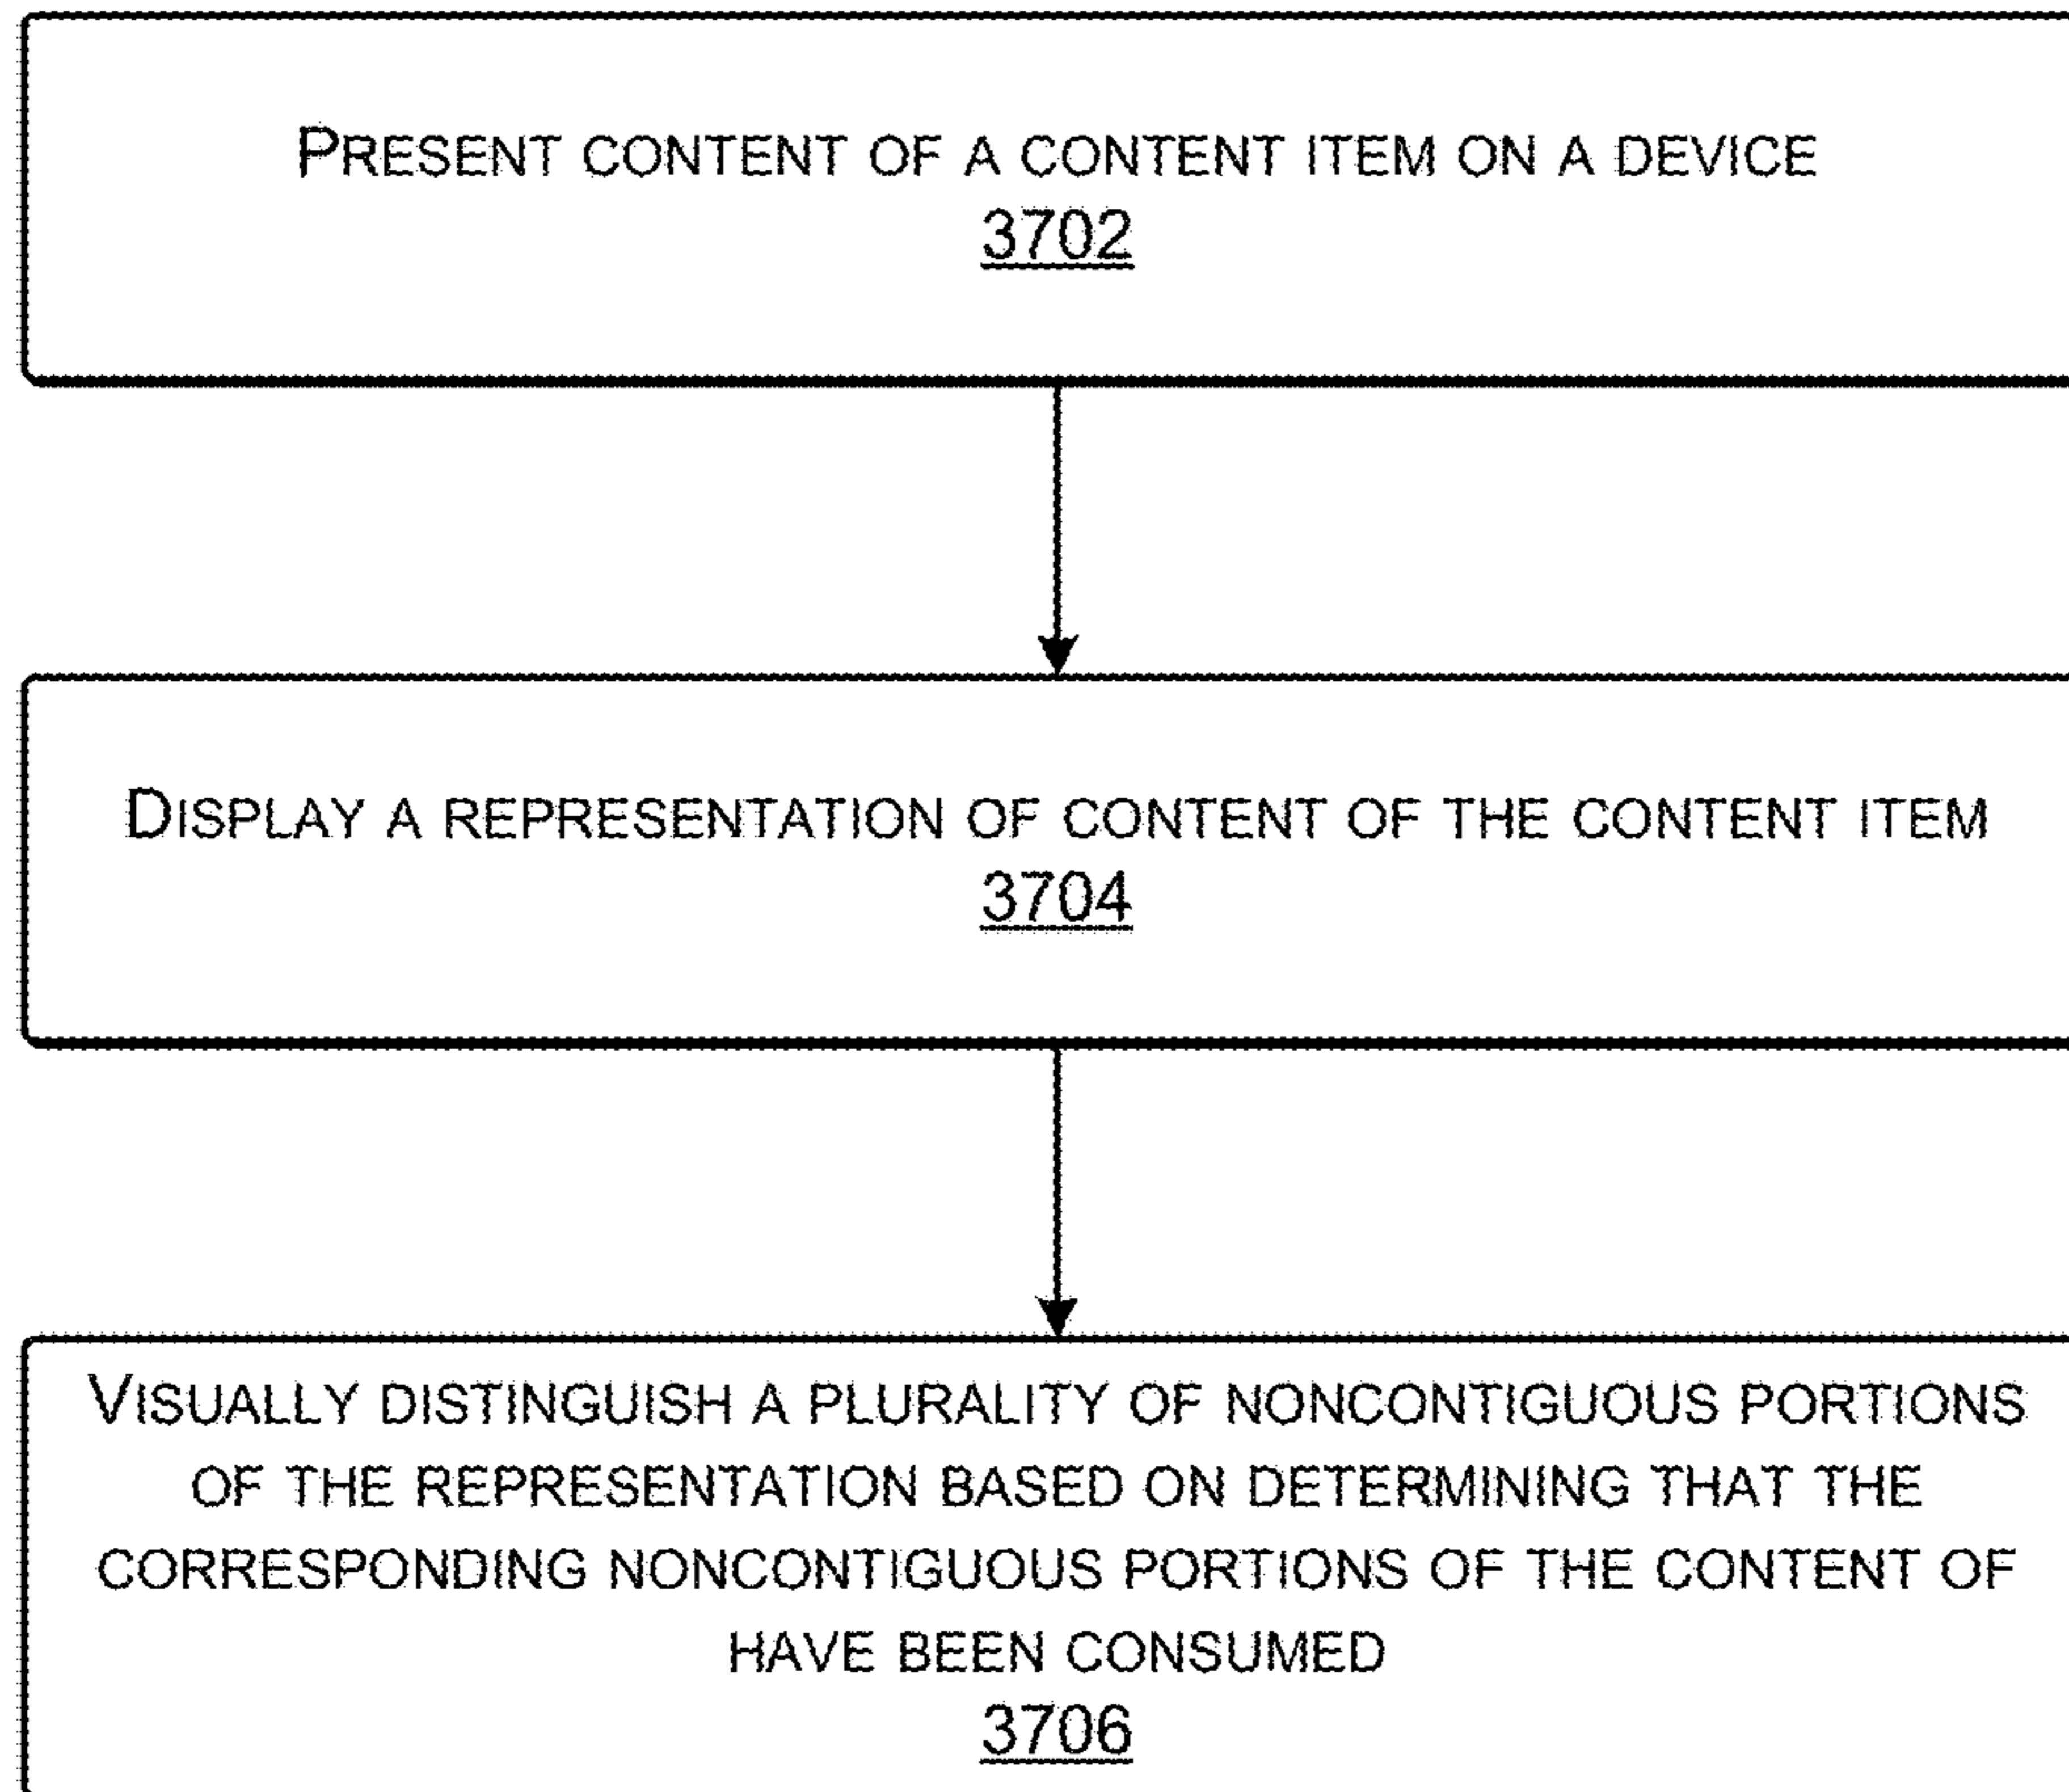 PRESENT CONTENT OF A CONTENT ITEM ON A DEVICE
3702
DISPLAY A REPRESENTATION OF CONTENT OF THE CONTENT ITEM
3704
VISUALLY DISTINGUISH A PLURALITY OF NONCONTIGUOUS PORTIONS
OF THE REPRESENTATION BASED ON DETERMINING THAT THE
CORRESPONDING NONCONTIGUOUS PORTIONS OF THE CONTENT OF
HAVE BEEN CONSUMED
3706